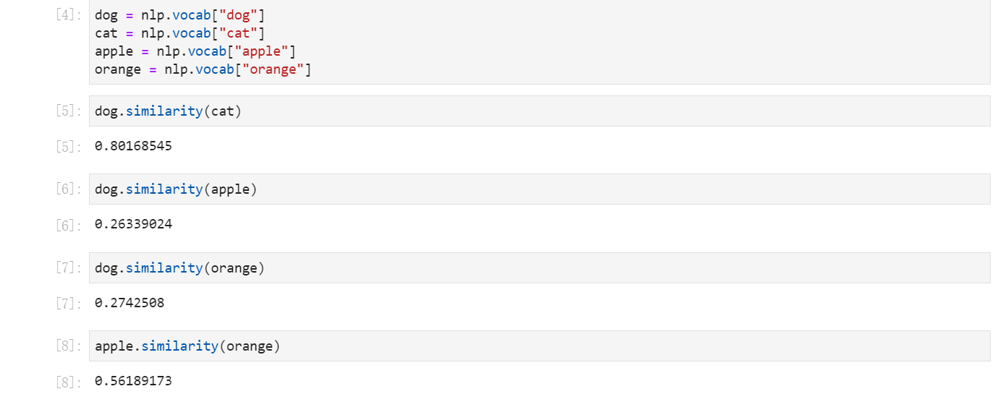 [4]: dog = nlp.vocab["dog"]
cat = nlp.vocab["cat"]
apple = nlp.vocab["apple"]
orange = nlp.vocab["orange"]
[5]: dog.similarity(cat)
[5]: 0.80168545
[6]: dog.similarity(apple)
[6]: 0.26339024
[7]: dog.similarity(orange)
[7]: 0.2742508
[8]: apple.similarity(orange)
[8]: 0.56189173